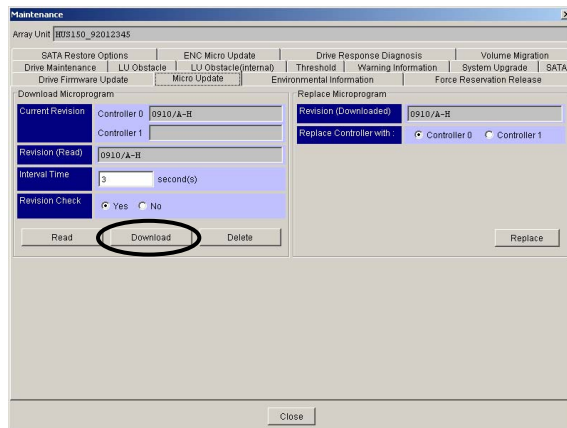 Maintenance
Array Unit HUS150_92012345
SATA Restore Options ENC Micro Update Drive Response Diagnosis Volume Migration
Drive Maintenance LU Obstacle LU Obstacle(internal) Threshold Warning Information System Upgrade SATA
Drive Firmware Update Micro Update Environmental Information Force Reservation Release
Download Microprogram
Current Revision Controller 0 0910/A-H
Controller 1
Revision (Read) 0910/A-H
Interval Time 3 second(s)
Revision Check Yes No
Read Download Delete
Replace Microprogram
Revision (Downloaded) 0910/A-H
Replace Controller with : Controller 0 Controller 1
Replace
Close